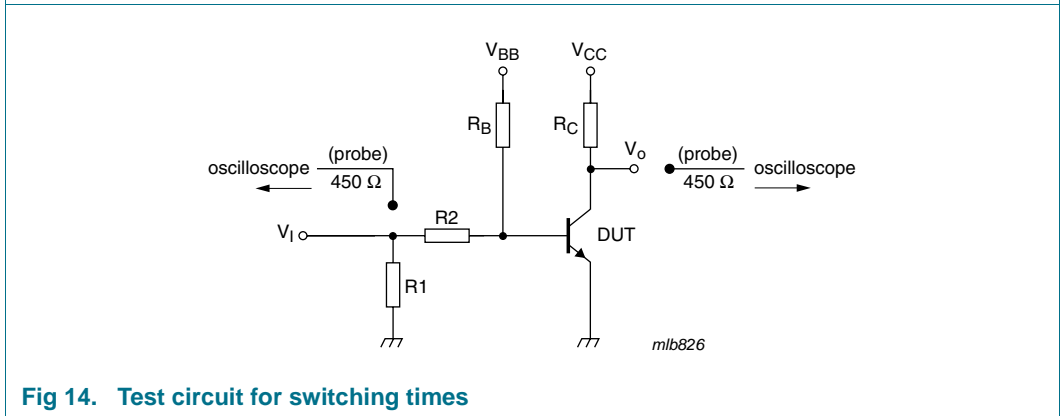 V_BB V_CC
R_B R_C
V_o
(probe) (probe)
oscilloscope oscilloscope
450 Ω 450 Ω
R2
V_I DUT
R1
mlb826
Fig 14. Test circuit for switching times